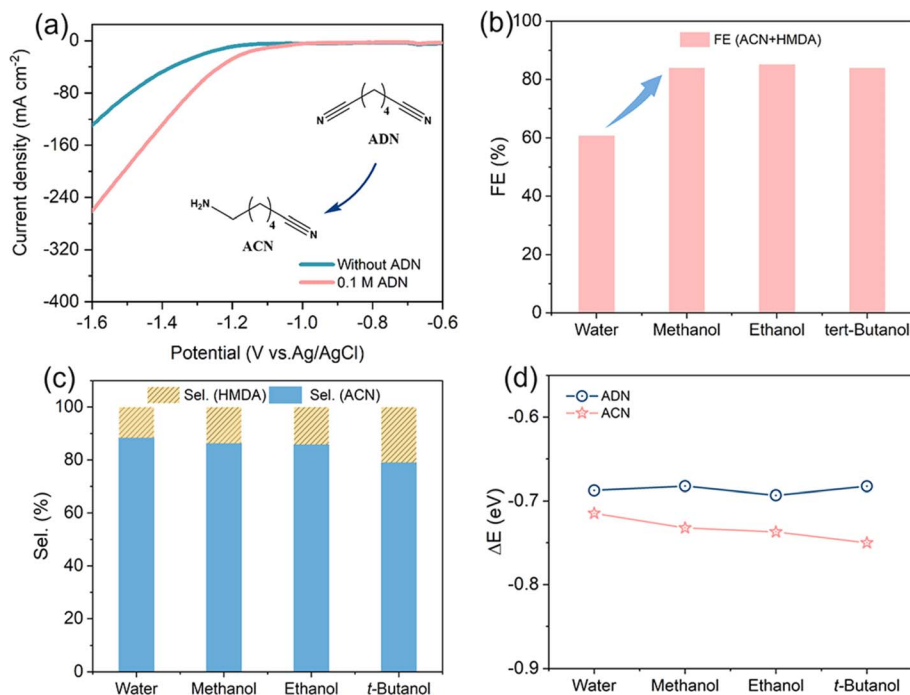 (a)
0
-80
-160
-240
-320
-400
Current density (mA cm⁻²)
N
4
N
ADN
H₂N
4
N
ACN
Without ADN
0.1 M ADN
-1.6 -1.4 -1.2 -1.0 -0.8 -0.6
Potential (V vs.Ag/AgCl)
(b)
100
80
60
40
20
0
FE (%)
FE (ACN+HMDA)
Water Methanol Ethanol tert-Butanol
(c)
100
80
60
40
20
0
Sel. (%)
Sel. (HMDA) Sel. (ACN)
Water Methanol Ethanol t-Butanol
(d)
-0.6
-0.7
-0.8
-0.9
ΔE (eV)
ADN
ACN
Water Methanol Ethanol t-Butanol